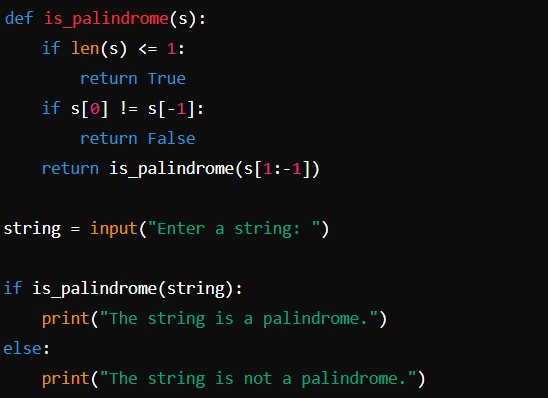 def is_palindrome(s):
    if len(s) <= 1:
        return True
    if s[0] != s[-1]:
        return False
    return is_palindrome(s[1:-1])

string = input("Enter a string: ")

if is_palindrome(string):
    print("The string is a palindrome.")
else:
    print("The string is not a palindrome.")